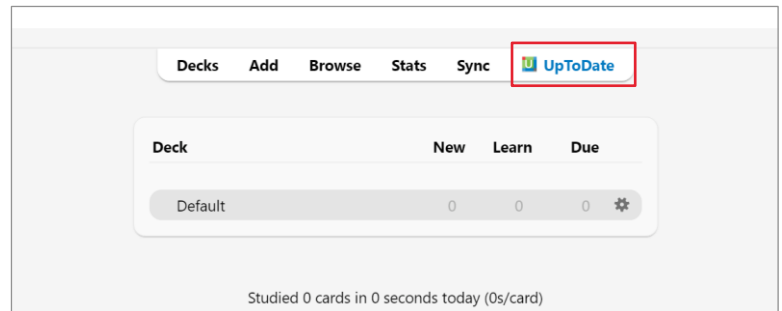 Decks Add Browse Stats Sync U UpToDate
Deck New Learn Due
Default 0 0 0
Studied 0 cards in 0 seconds today (0s/card)